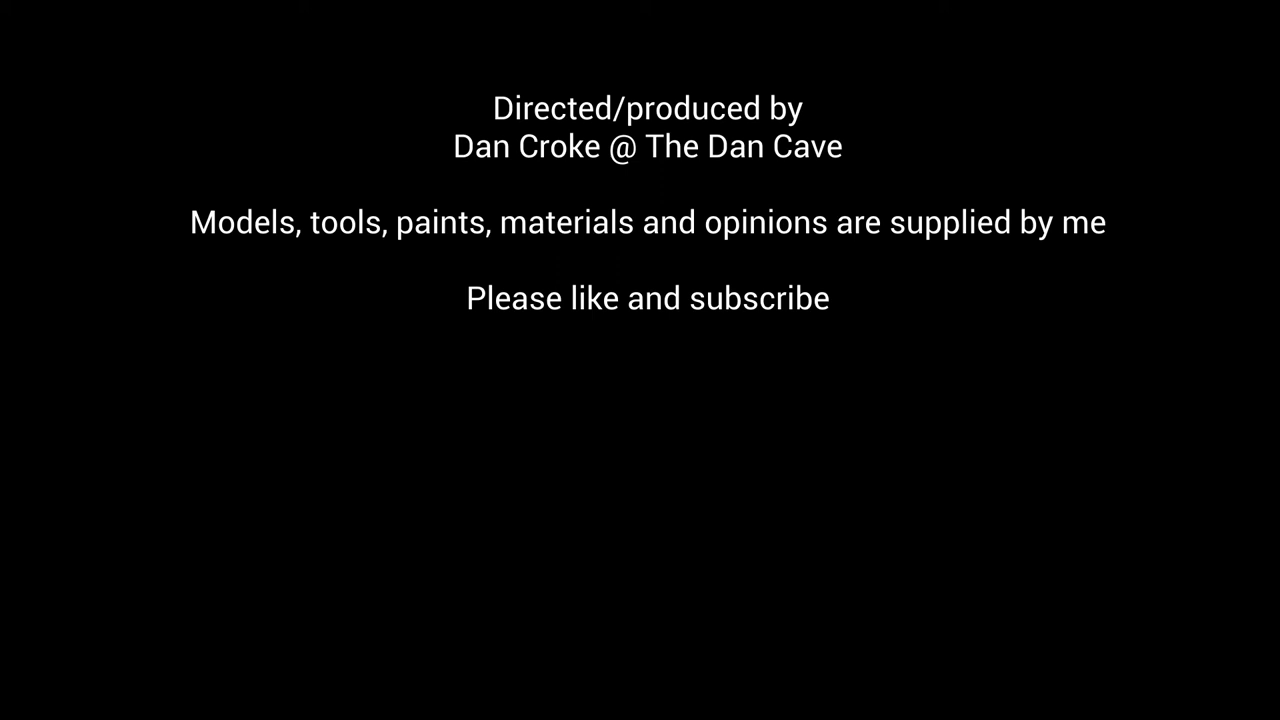 Directed/produced by
Dan Croke @ The Dan Cave
Models, tools, paints, materials and opinions are supplied by me
Please like and subscribe